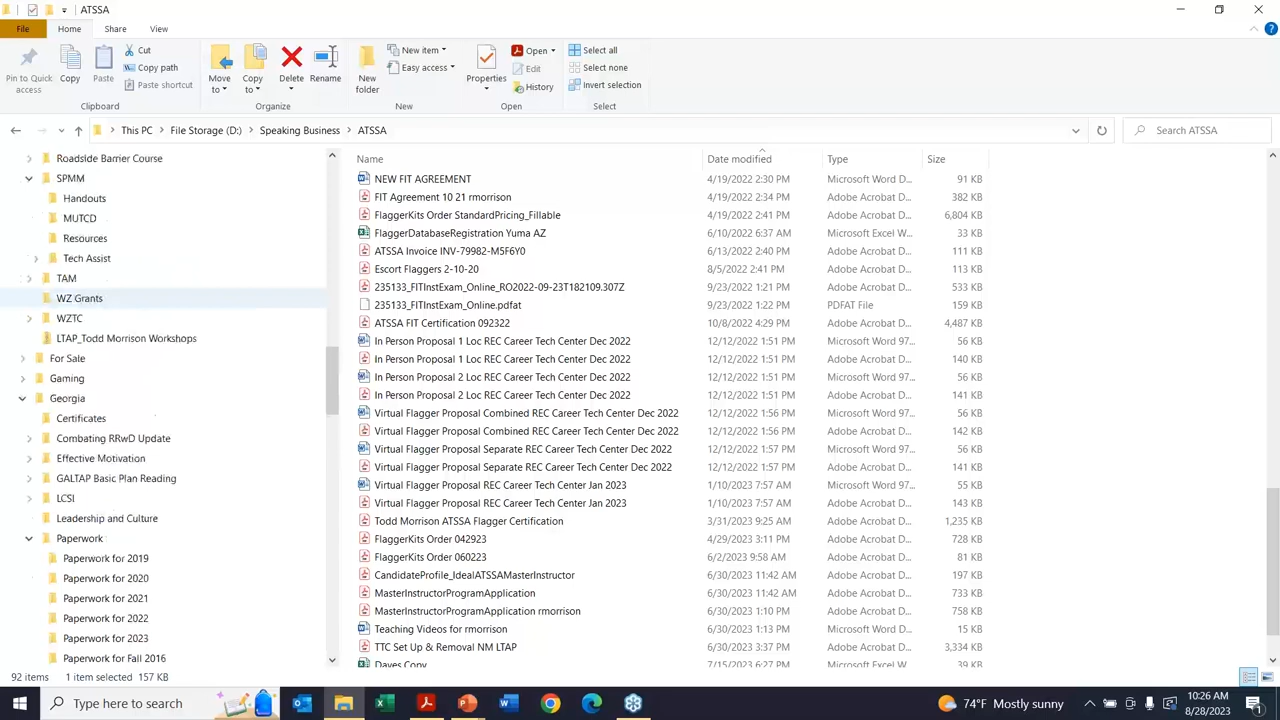 ATSSA
File Home Share View
Pin to Quick access
Copy
Paste
Cut
Copy path
Paste shortcut
Clipboard
Move to
Copy to
Delete
Rename
Organize
New folder
New item
Easy access
New
Properties
Open
Edit
History
Open
Select all
Select none
Invert selection
Select
This PC File Storage (D:) Speaking Business ATSSA
Search ATSSA
Roadside Barrier Course
SPMM
Handouts
MUTCD
Resources
Tech Assist
TAM
WZ Grants
WZTC
LTAP_Todd Morrison Workshops
For Sale
Gaming
Georgia
Certificates
Combating RRwD Update
Effective Motivation
GALTAP Basic Plan Reading
LCSI
Leadership and Culture
Paperwork
Paperwork for 2019
Paperwork for 2020
Paperwork for 2021
Paperwork for 2022
Paperwork for 2023
Paperwork for Fall 2016
Name Date modified Type Size
NEW FIT AGREEMENT 4/19/2022 2:30 PM Microsoft Word D... 91 KB
FIT Agreement 10 21 rmorrison 4/19/2022 2:34 PM Adobe Acrobat D... 382 KB
FlaggerKits Order StandardPricing_Fillable 4/19/2022 2:41 PM Adobe Acrobat D... 6,804 KB
FlaggerDatabaseRegistration Yuma AZ 6/10/2022 6:37 AM Microsoft Excel W... 33 KB
ATSSA Invoice INV-79982-M5F6Y0 6/13/2022 2:40 PM Adobe Acrobat D... 111 KB
Escort Flaggers 2-10-20 8/5/2022 2:41 PM Adobe Acrobat D... 113 KB
235133_FITInstExam_Online_RO2022-09-23T182109.307Z 9/23/2022 1:21 PM Adobe Acrobat D... 533 KB
235133_FITInstExam_Online.pdfat 9/23/2022 1:22 PM PDFAT File 159 KB
ATSSA FIT Certification 092322 10/8/2022 4:29 PM Adobe Acrobat D... 4,487 KB
In Person Proposal 1 Loc REC Career Tech Center Dec 2022 12/12/2022 1:51 PM Microsoft Word 97... 56 KB
In Person Proposal 1 Loc REC Career Tech Center Dec 2022 12/12/2022 1:51 PM Adobe Acrobat D... 140 KB
In Person Proposal 2 Loc REC Career Tech Center Dec 2022 12/12/2022 1:51 PM Microsoft Word 97... 56 KB
In Person Proposal 2 Loc REC Career Tech Center Dec 2022 12/12/2022 1:51 PM Adobe Acrobat D... 141 KB
Virtual Flagger Proposal Combined REC Career Tech Center Dec 2022 12/12/2022 1:56 PM Microsoft Word 97... 56 KB
Virtual Flagger Proposal Combined REC Career Tech Center Dec 2022 12/12/2022 1:56 PM Adobe Acrobat D... 142 KB
Virtual Flagger Proposal Separate REC Career Tech Center Dec 2022 12/12/2022 1:57 PM Microsoft Word 97... 56 KB
Virtual Flagger Proposal Separate REC Career Tech Center Dec 2022 12/12/2022 1:57 PM Adobe Acrobat D... 141 KB
Virtual Flagger Proposal REC Career Tech Center Jan 2023 1/10/2023 7:57 AM Microsoft Word 97... 55 KB
Virtual Flagger Proposal REC Career Tech Center Jan 2023 1/10/2023 7:57 AM Adobe Acrobat D... 143 KB
Todd Morrison ATSSA Flagger Certification 3/31/2023 9:25 AM Adobe Acrobat D... 1,235 KB
FlaggerKits Order 042923 4/29/2023 3:11 PM Adobe Acrobat D... 728 KB
FlaggerKits Order 060223 6/2/2023 9:58 AM Adobe Acrobat D... 81 KB
CandidateProfile_IdealATSSAMasterInstructor 6/30/2023 11:42 AM Adobe Acrobat D... 197 KB
MasterInstructorProgramApplication 6/30/2023 11:42 AM Adobe Acrobat D... 733 KB
MasterInstructorProgramApplication rmorrison 6/30/2023 1:10 PM Adobe Acrobat D... 758 KB
Teaching Videos for rmorrison 6/30/2023 1:13 PM Microsoft Word D... 15 KB
TTC Set Up & Removal NM LTAP 6/30/2023 3:37 PM Adobe Acrobat D... 3,334 KB
Daves Copy 7/15/2023 6:27 PM Microsoft Excel W... 39 KB
92 items 1 item selected 157 KB
Type here to search
74°F Mostly sunny
10:26 AM
8/28/2023